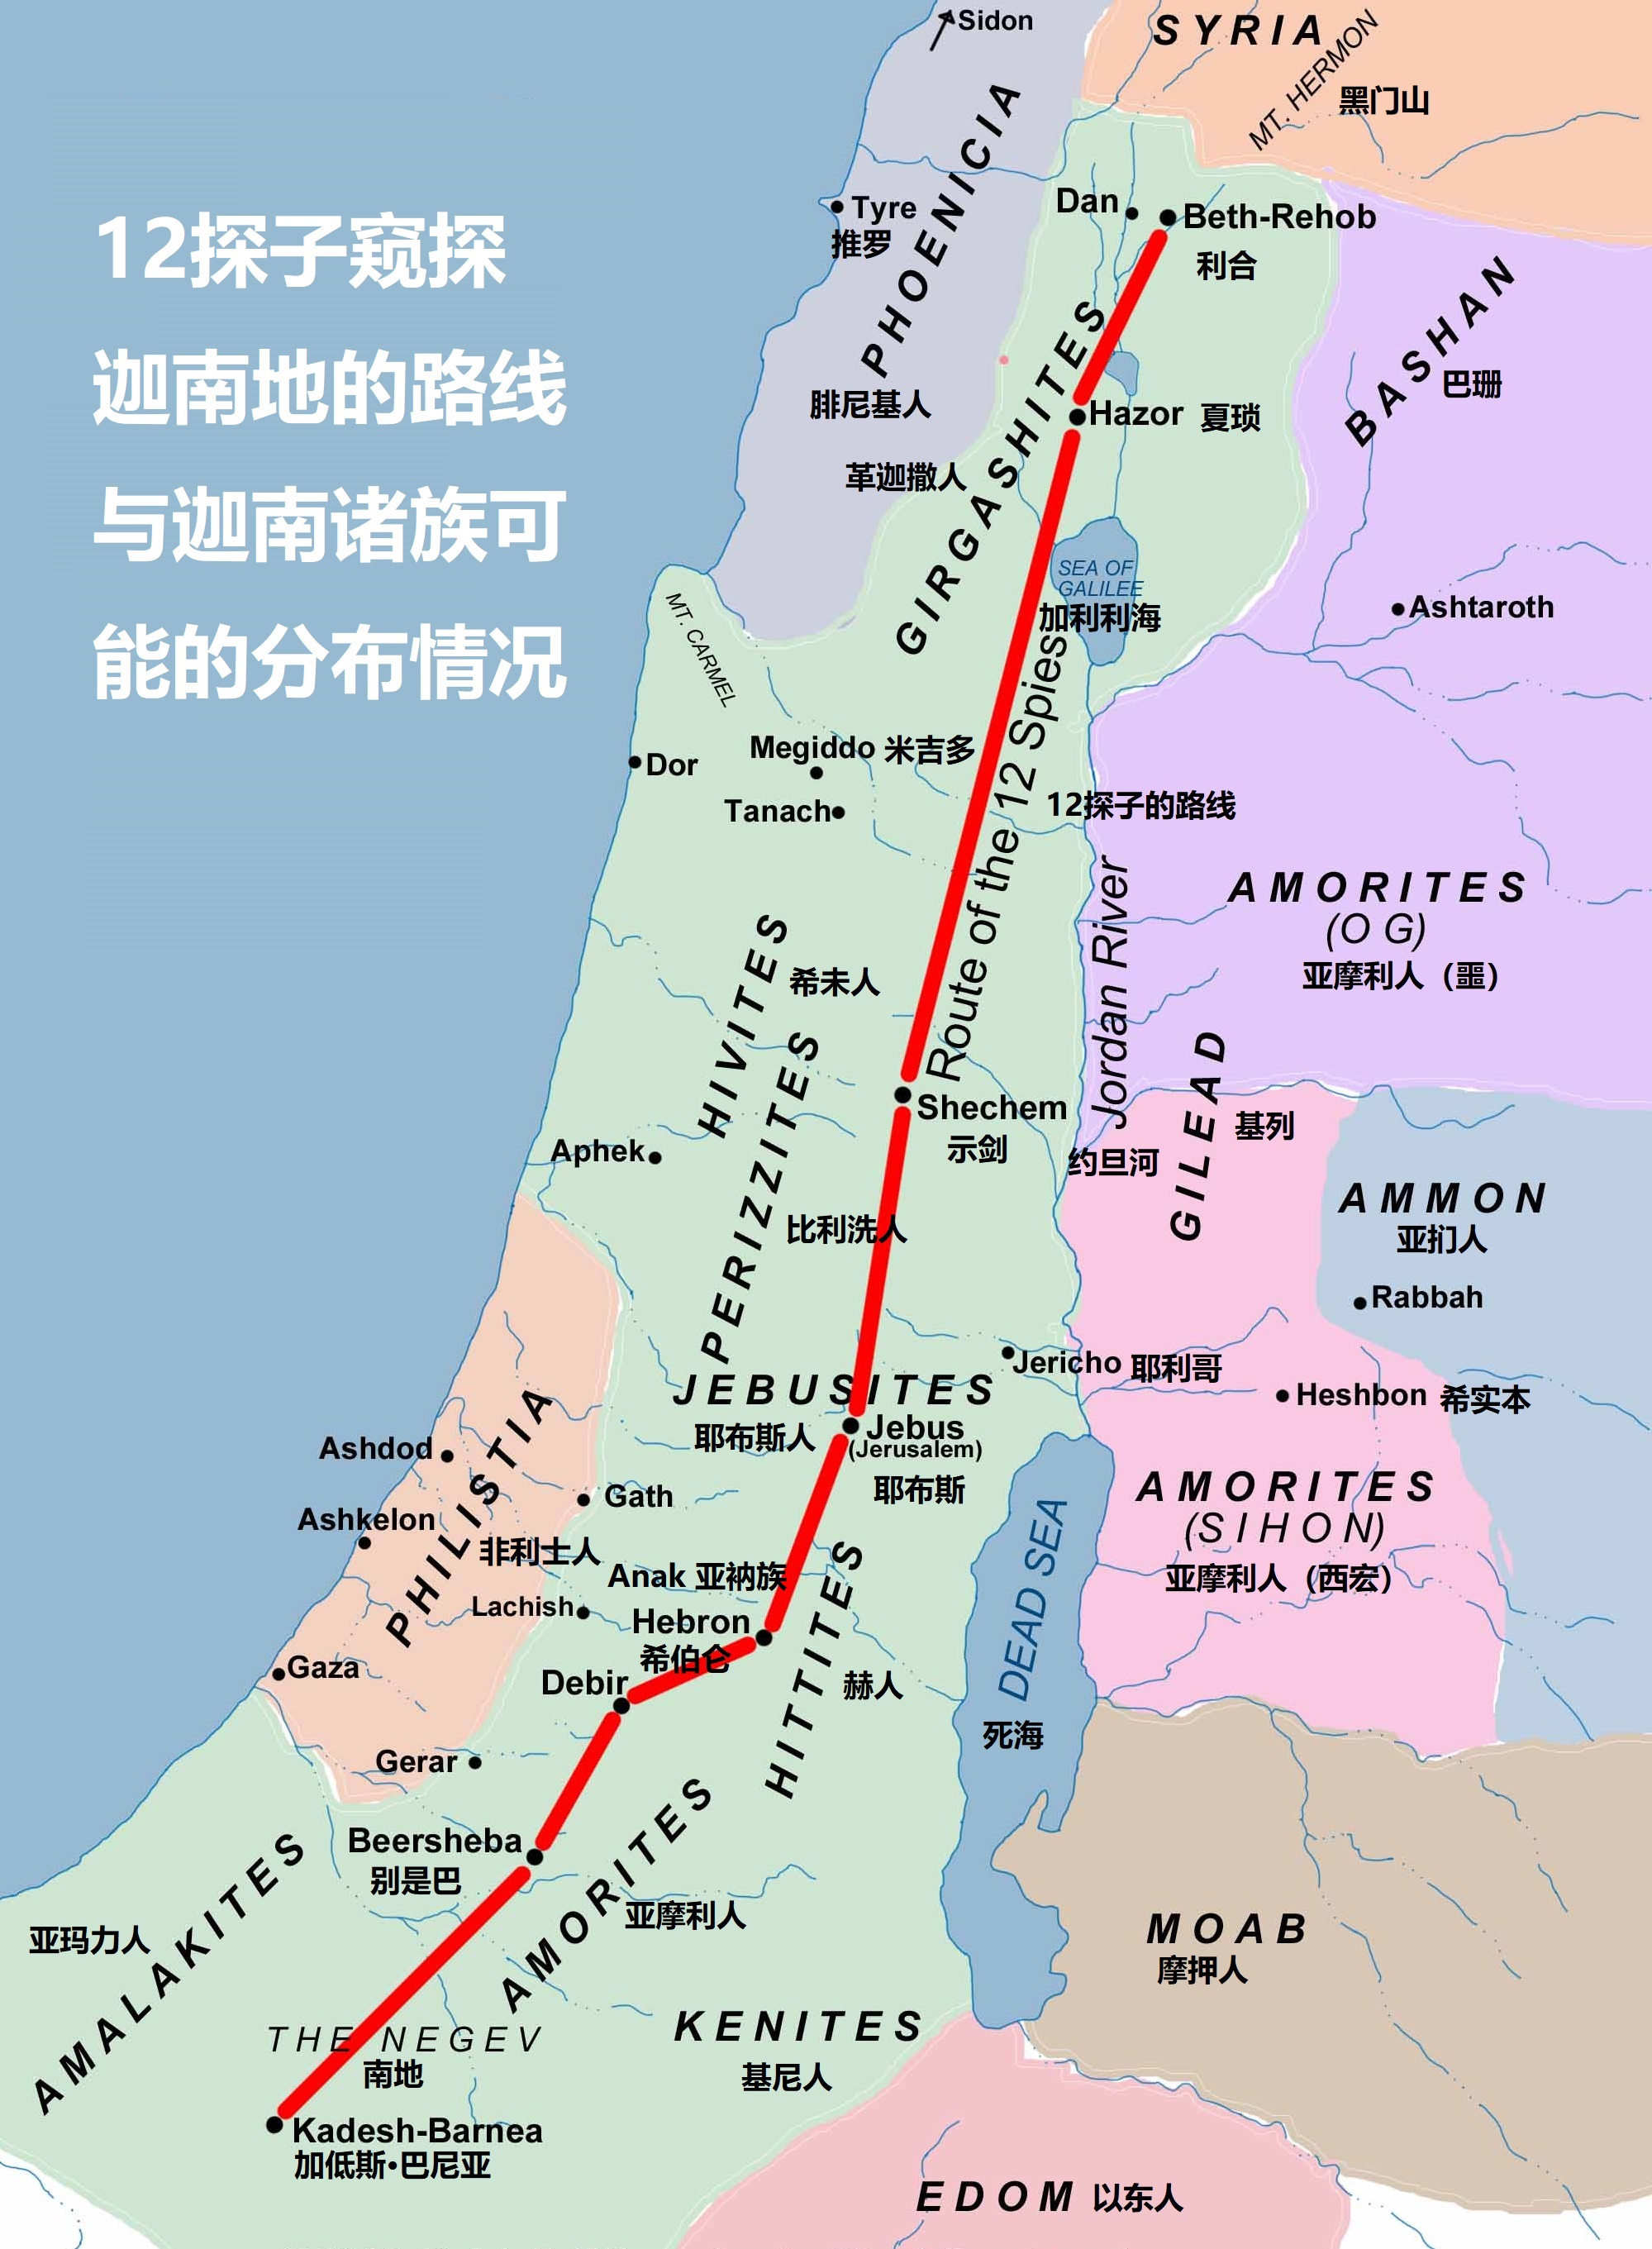 12探子窥探
迦南地的路线
与迦南诸族可
能的分布情况
Sidon
SYRIA
MT. HERMON
黑门山
PHOENICIA
Tyre
推罗
腓尼基人
Dan
Beth-Rehob
利合
BASHAN
巴珊
GIRGASHITES
革迦撒人
Hazor 夏琐
SEA OF
GALILEE
加利利海
Ashtaroth
MT. CARMEL
Dor
Megiddo 米吉多
Tanach
Route of the 12 Spies
12探子的路线
Jordan River
约旦河
AMORITES
(OG)
亚摩利人（噩）
HIVITES
希未人
PERIZZITES
比利洗人
Shechem
示剑
Aphek
GILEAD
基列
AMMON
亚扪人
Rabbah
Jericho 耶利哥
Heshbon 希实本
JEBUSITES
耶布斯人
Jebus
(Jerusalem)
耶布斯
AMORITES
(SIHON)
亚摩利人（西宏）
Ashdod
Ashkelon
Gath
PHILISTIA
非利士人
Anak 亚衲族
Lachish
Hebron
希伯仑
HITTITES
赫人
DEAD SEA
死海
Gaza
Debir
Gerar
Beersheba
别是巴
AMORITES
亚摩利人
AMALAKITES
亚玛力人
MOAB
摩押人
THE NEGEV
南地
KENITES
基尼人
Kadesh-Barnea
加低斯•巴尼亚
EDOM 以东人